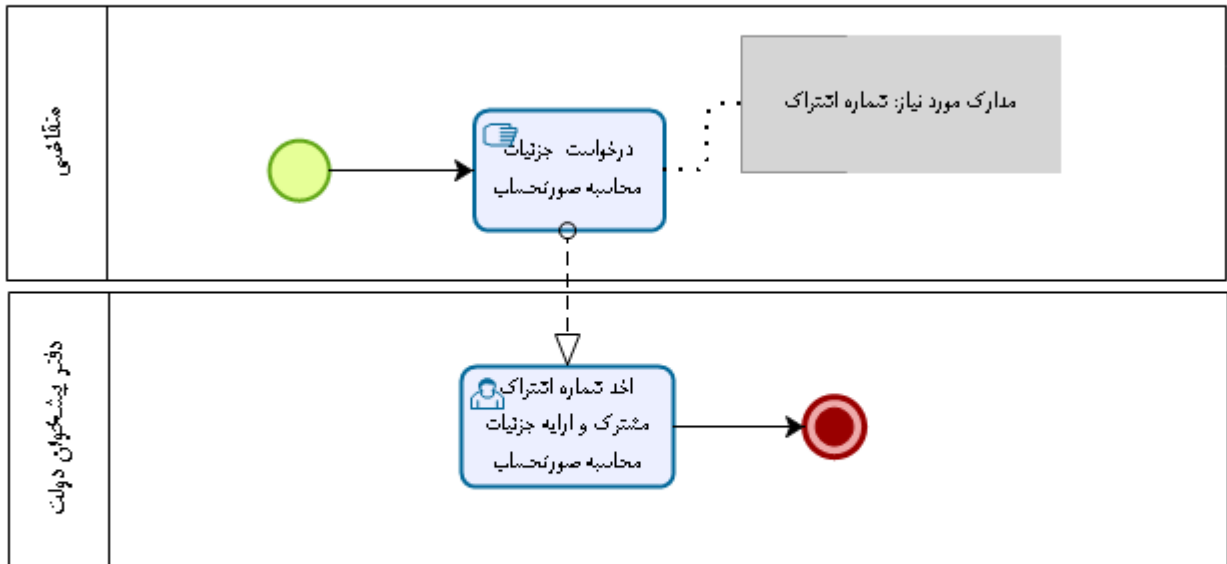 متقاضی
درخواست جزئیات
محاسبه صورتحساب
مدارک مورد نیاز: شماره اشتراک
دفتر پیشخوان دولت
اخذ شماره اشتراک
مشترک و ارایه جزئیات
محاسبه صورتحساب